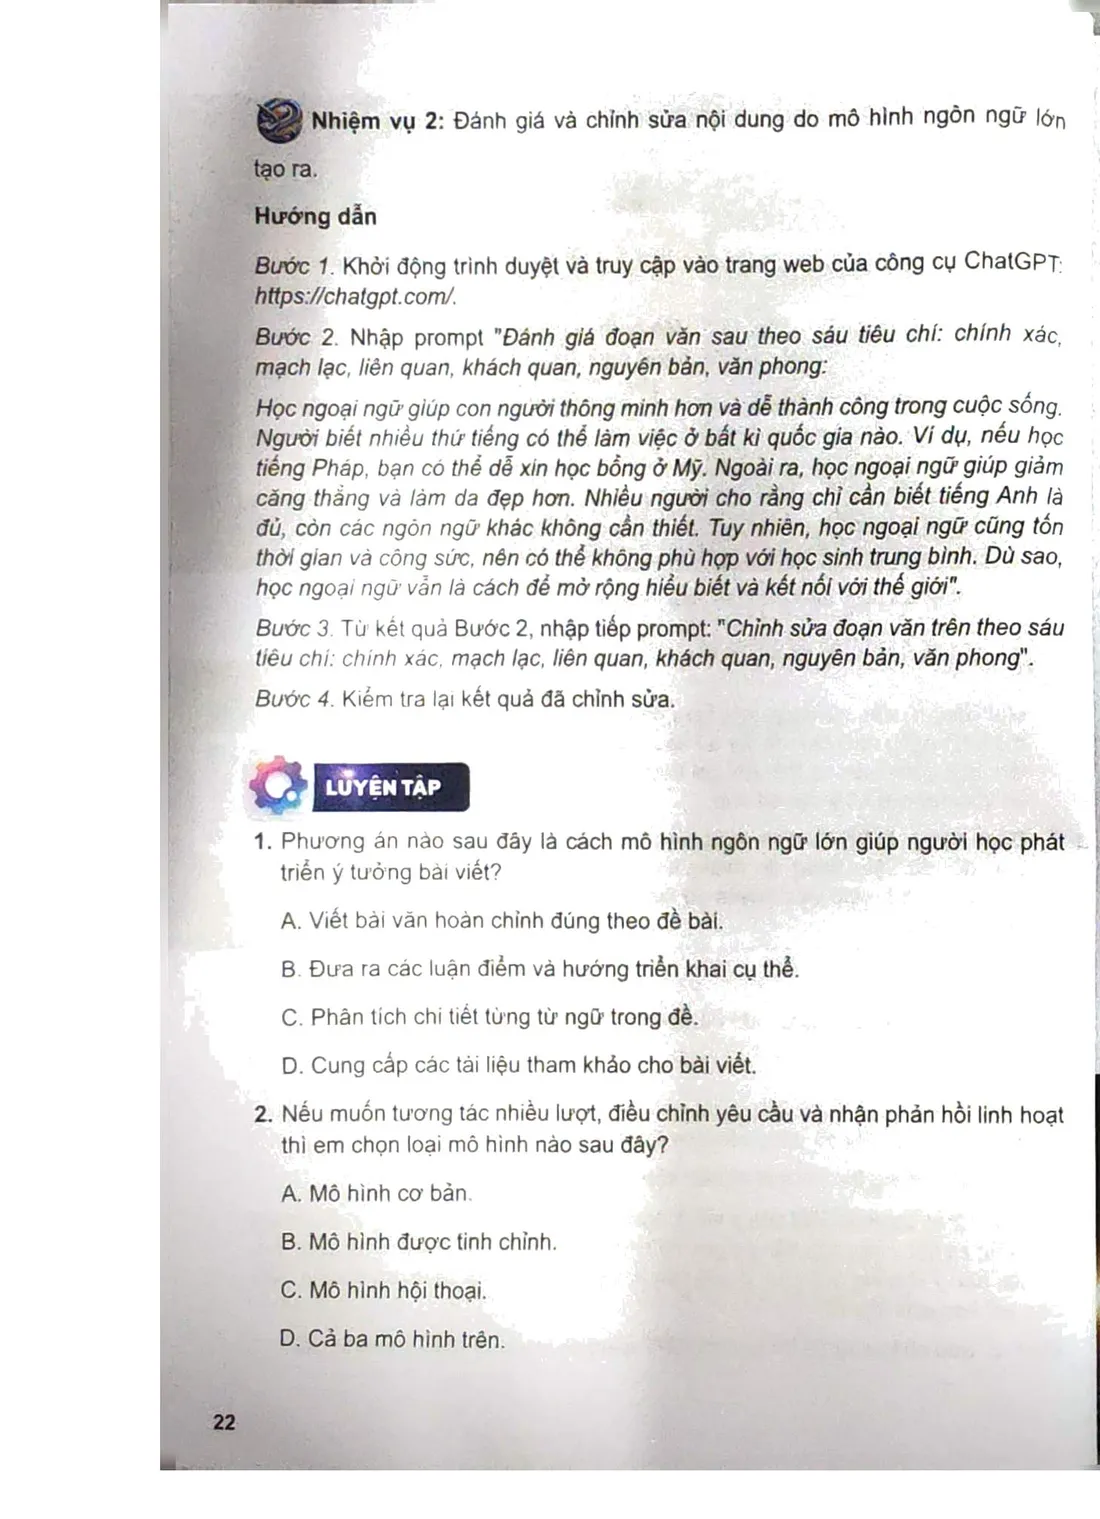 Nhiệm vụ 2: Đánh giá và chỉnh sửa nội dung do mô hình ngôn ngữ lớn
tạo ra.
Hướng dẫn
Bước 1. Khởi động trình duyệt và truy cập vào trang web của công cụ ChatGPT:
https://chatgpt.com/.
Bước 2. Nhập prompt "Đánh giá đoạn văn sau theo sáu tiêu chí: chính xác,
mạch lạc, liên quan, khách quan, nguyên bản, văn phong:
Học ngoại ngữ giúp con người thông minh hơn và dễ thành công trong cuộc sống.
Người biết nhiều thứ tiếng có thể làm việc ở bất kì quốc gia nào. Ví dụ, nếu học
tiếng Pháp, bạn có thể dễ xin học bổng ở Mỹ. Ngoài ra, học ngoại ngữ giúp giảm
căng thẳng và làm da đẹp hơn. Nhiều người cho rằng chỉ cần biết tiếng Anh là
đủ, còn các ngôn ngữ khác không cần thiết. Tuy nhiên, học ngoại ngữ cũng tốn
thời gian và công sức, nên có thể không phù hợp với học sinh trung bình. Dù sao,
học ngoại ngữ vẫn là cách để mở rộng hiểu biết và kết nối với thế giới".
Bước 3. Từ kết quả Bước 2, nhập tiếp prompt: "Chỉnh sửa đoạn văn trên theo sáu
tiêu chí: chính xác, mạch lạc, liên quan, khách quan, nguyên bản, văn phong".
Bước 4. Kiểm tra lại kết quả đã chỉnh sửa.
LUYỆN TẬP
1. Phương án nào sau đây là cách mô hình ngôn ngữ lớn giúp người học phát
triển ý tưởng bài viết?
A. Viết bài văn hoàn chỉnh đúng theo đề bài.
B. Đưa ra các luận điểm và hướng triển khai cụ thể.
C. Phân tích chi tiết từng từ ngữ trong đề.
D. Cung cấp các tài liệu tham khảo cho bài viết.
2. Nếu muốn tương tác nhiều lượt, điều chỉnh yêu cầu và nhận phản hồi linh hoạt
thì em chọn loại mô hình nào sau đây?
A. Mô hình cơ bản.
B. Mô hình được tinh chỉnh.
C. Mô hình hội thoại.
D. Cả ba mô hình trên.
22